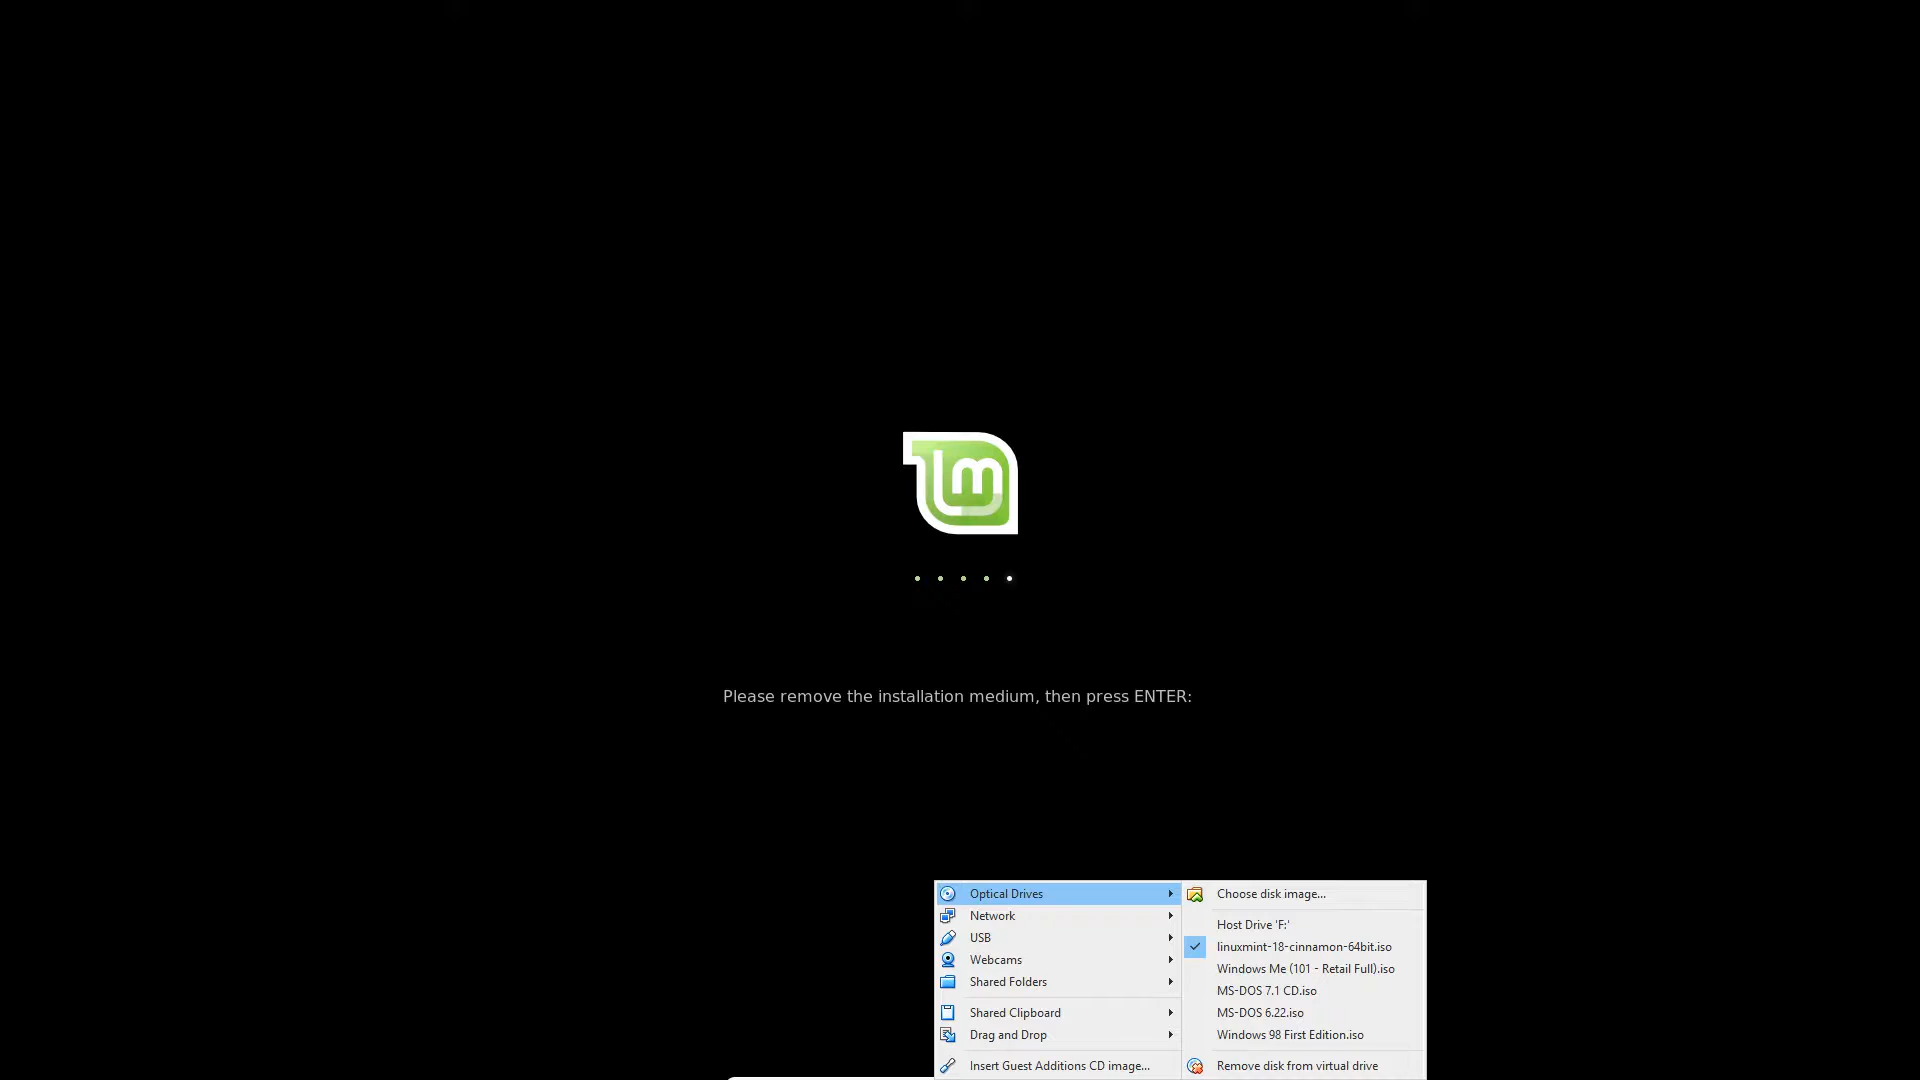 lm
Please remove the installation medium, then press ENTER:
Optical Drives
Network
USB
Webcams
Shared Folders
Shared Clipboard
Drag and Drop
Insert Guest Additions CD image...
Choose disk image...
Host Drive 'F:'
linuxmint-18-cinnamon-64bit.iso
Windows Me (101 - Retail Full).iso
MS-DOS 7.1 CD.iso
MS-DOS 6.22.iso
Windows 98 First Edition.iso
Remove disk from virtual drive